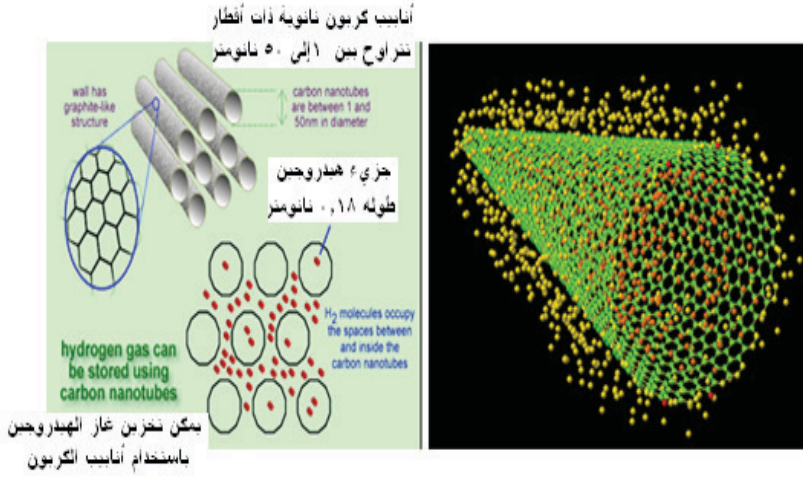 أنابيب كربون نانوية ذات أقطار
تتراوح بين ١ إلى ٥٠ نانومتر
wall has
graphite-like
structure
carbon nanotubes
are between 1 and
50nm in diameter
جزيء هيدروجين
طوله ٠,١٨ نانومتر
H2 molecules occupy
the spaces between
and inside the
carbon nanotubes
hydrogen gas can
be stored using
carbon nanotubes
يمكن تخزين غاز الهيدروجين
باستخدام أنابيب الكربون